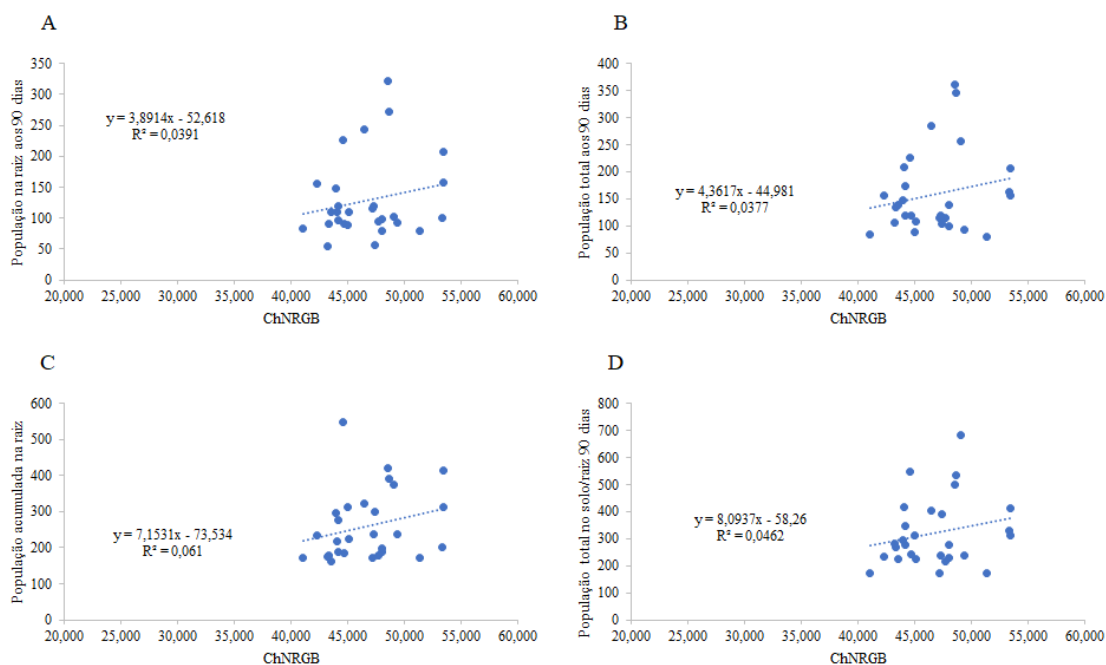 A
População na raiz aos 90 dias
350
300
250
200
150
100
50
0
y = 3,8914x - 52,618
R² = 0,0391
20,000 25,000 30,000 35,000 40,000 45,000 50,000 55,000 60,000
ChNRGB
B
População total aos 90 dias
400
350
300
250
200
150
100
50
0
y = 4,3617x - 44,981
R² = 0,0377
20,000 25,000 30,000 35,000 40,000 45,000 50,000 55,000 60,000
ChNRGB
C
População acumulada na raiz
600
500
400
300
200
100
0
y = 7,1531x - 73,534
R² = 0,061
20,000 25,000 30,000 35,000 40,000 45,000 50,000 55,000 60,000
ChNRGB
D
População total no solo/raiz 90 dias
800
700
600
500
400
300
200
100
0
y = 8,0937x - 58,26
R² = 0,0462
20,000 25,000 30,000 35,000 40,000 45,000 50,000 55,000 60,000
ChNRGB